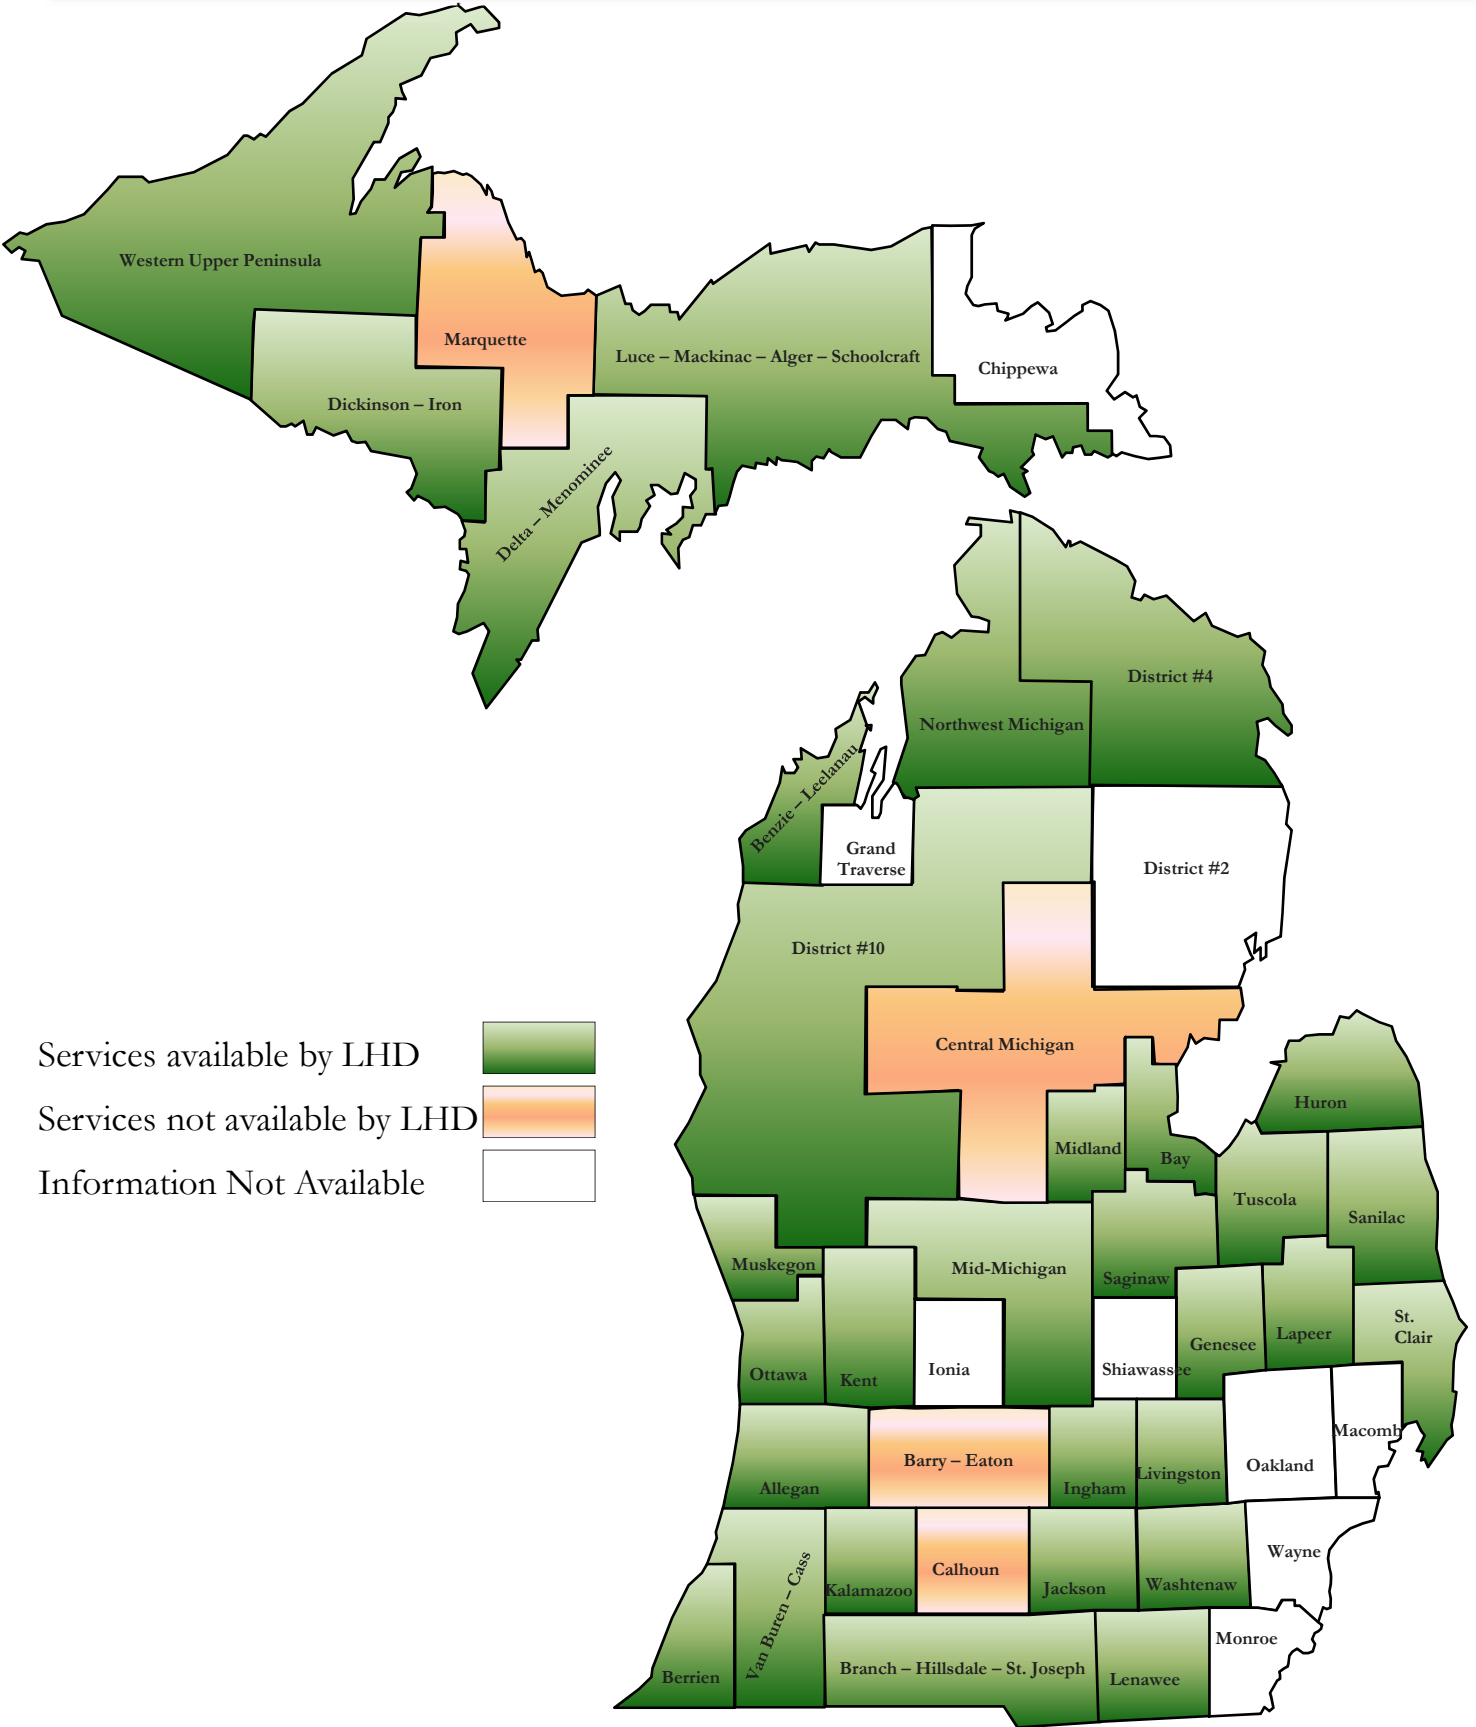 Western Upper Peninsula
Marquette
Luce – Mackinac – Alger – Schoolcraft
Chippewa
Dickinson – Iron
Delta – Menominee
District #4
Northwest Michigan
Benzie – Leelanau
Grand
Traverse
District #2
District #10
Central Michigan
Services available by LHD
Services not available by LHD
Information Not Available
Huron
Midland
Bay
Tuscola
Sanilac
Muskegon
Mid-Michigan
Saginaw
St.
Clair
Genesee
Lapeer
Ottawa
Kent
Ionia
Shiawassee
Macomb
Oakland
Allegan
Barry – Eaton
Ingham
Livingston
Wayne
Van Buren – Cass
Kalamazoo
Calhoun
Jackson
Washtenaw
Monroe
Berrien
Branch – Hillsdale – St. Joseph
Lenawee